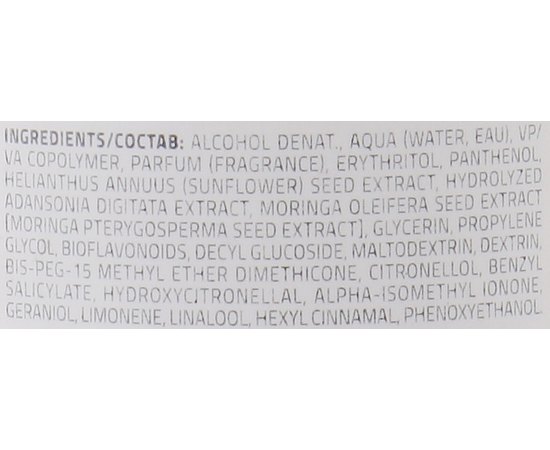 INGREDIENTS/СОСТАВ: ALCOHOL DENAT., AQUA (WATER, EAU), VP/
VA COPOLYMER, PARFUM (FRAGRANCE), ERYTHRITOL, PANTHENOL,
HELIANTHUS ANNUUS (SUNFLOWER) SEED EXTRACT, HYDROLYZED
ADANSONIA DIGITATA EXTRACT, MORINGA OLEIFERA SEED EXTRACT
[MORINGA PTERYGOSPERMA SEED EXTRACT], GLYCERIN, PROPYLENE
GLYCOL, BIOFLAVONOIDS, DECYL GLUCOSIDE, MALTODEXTRIN, DEXTRIN,
BIS-PEG-15 METHYL ETHER DIMETHICONE, CITRONELLOL, BENZYL
SALICYLATE, HYDROXYCITRONELLAL, ALPHA-ISOMETHYL IONONE,
GERANIOL, LIMONENE, LINALOOL, HEXYL CINNAMAL, PHENOXYETHANOL.